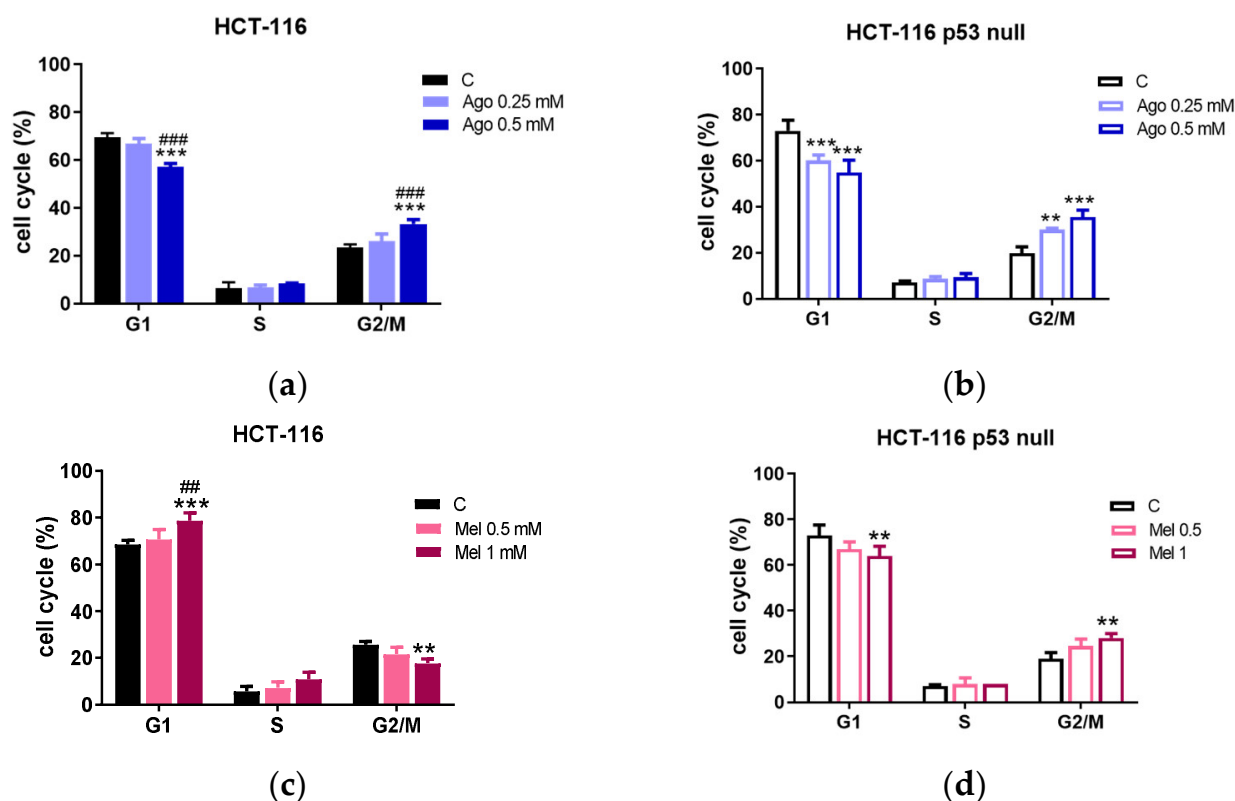 HCT-116
cell cycle (%)
100
80
60
40
20
0
C
Ago 0.25 mM
Ago 0.5 mM
###
***
###
***
G1 S G2/M
(a)
HCT-116 p53 null
cell cycle (%)
100
80
60
40
20
0
C
Ago 0.25 mM
Ago 0.5 mM
*** ***
** ***
G1 S G2/M
(b)
HCT-116
cell cycle (%)
100
80
60
40
20
0
C
Mel 0.5 mM
Mel 1 mM
##
***
**
G1 S G2/M
(c)
HCT-116 p53 null
cell cycle (%)
100
80
60
40
20
0
C
Mel 0.5
Mel 1
**
**
G1 S G2/M
(d)